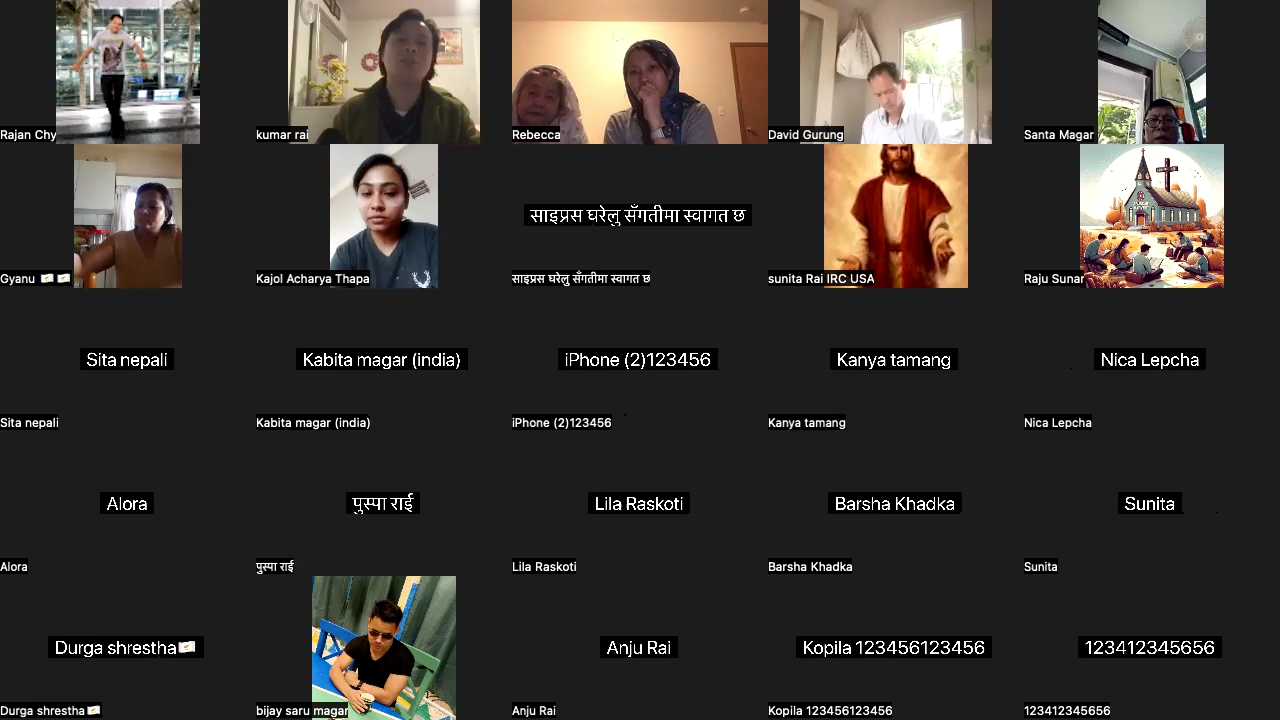 Rajan Chy
kumar rai
Rebecca
David Gurung
Santa Magar
Gyanu 🇨🇾 🇨🇾
Kajol Acharya Thapa
साइप्रस घरेलु सँगतीमा स्वागत छ
साइप्रस घरेलु सँगतीमा स्वागत छ
sunita Rai IRC USA
Raju Sunar
Sita nepali
Kabita magar (india)
iPhone (2)123456
Kanya tamang
Nica Lepcha
Sita nepali
Kabita magar (india)
iPhone (2)123456
Kanya tamang
Nica Lepcha
Alora
पुस्पा राई
Lila Raskoti
Barsha Khadka
Sunita
Alora
पुस्पा राई
Lila Raskoti
Barsha Khadka
Sunita
Durga shrestha🇨🇾
Anju Rai
Kopila 123456123456
123412345656
Durga shrestha🇨🇾
bijay saru magar
Anju Rai
Kopila 123456123456
123412345656